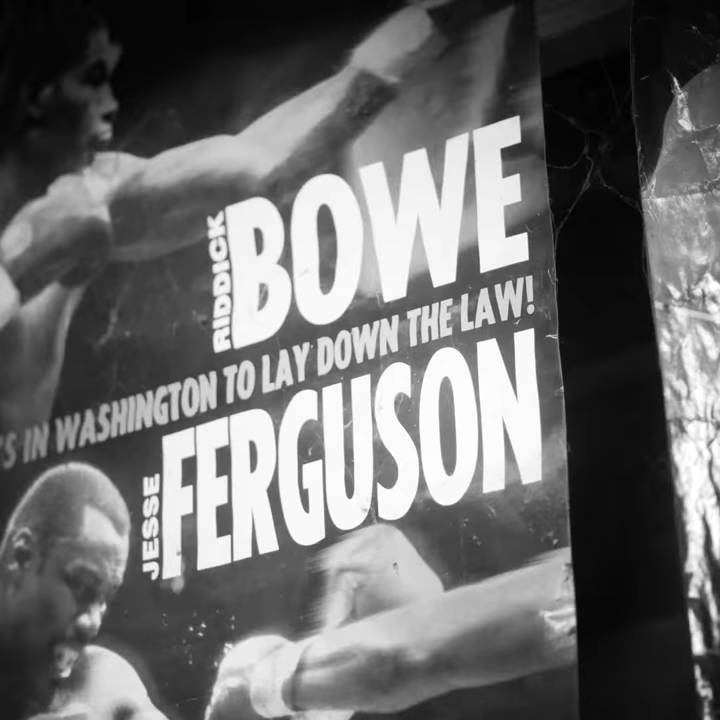 RIDDICK
BOWE
'S IN WASHINGTON TO LAY DOWN THE LAW!
JESSE
FERGUSON